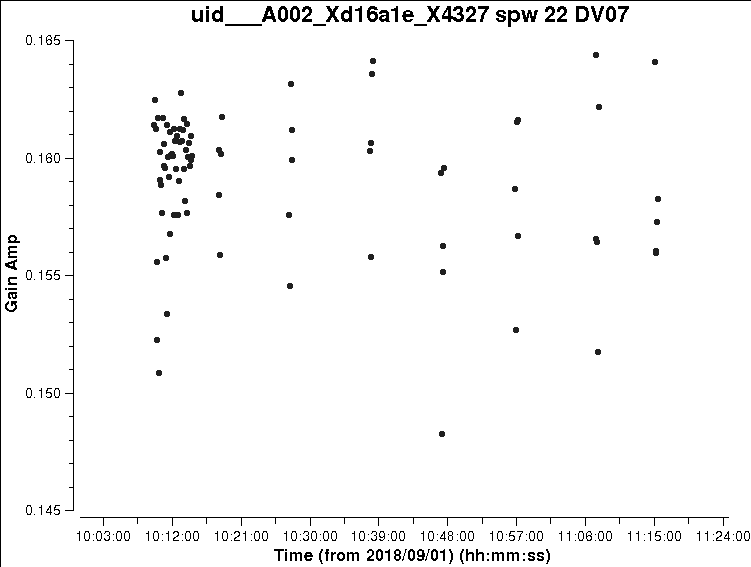 uid___A002_Xd16a1e_X4327 spw 22 DV07
0.165
0.160
0.155
0.150
0.145
Gain Amp
10:03:00 10:12:00 10:21:00 10:30:00 10:39:00 10:48:00 10:57:00 11:06:00 11:15:00 11:24:00
Time (from 2018/09/01) (hh:mm:ss)